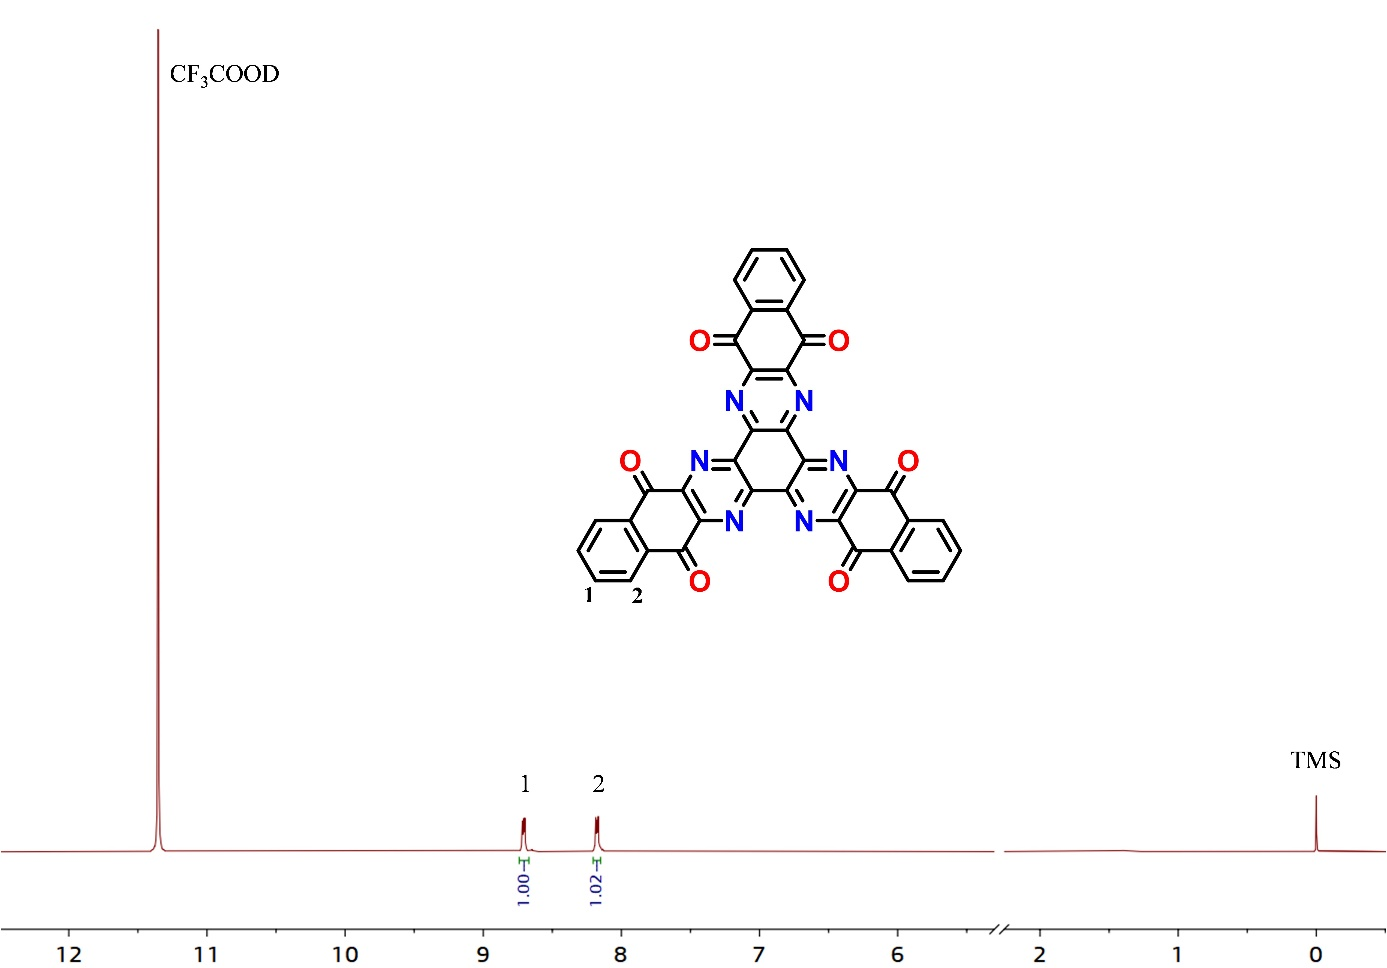 CF₃COOD
O O
N N
O N N O
N N
O O
1 2
1 2
TMS
1.00
1.02
12 11 10 9 8 7 6 2 1 0